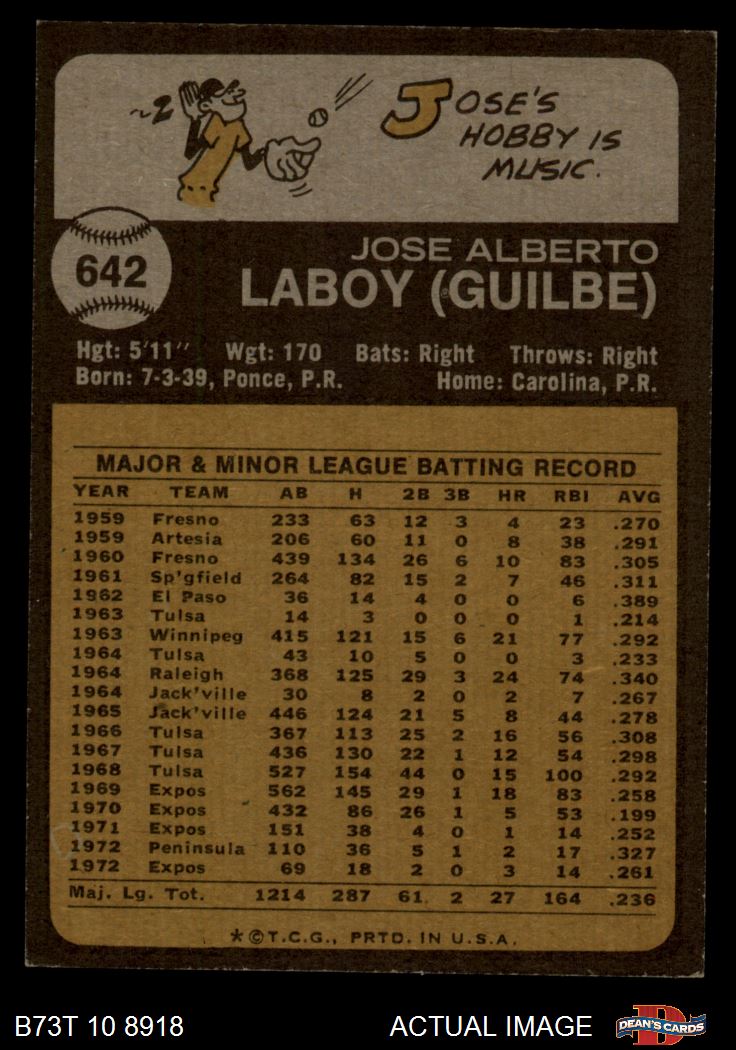 JOSE'S
HOBBY IS
MUSIC.
642
JOSE ALBERTO
LABOY (GUILBE)
Hgt: 5'11" Wgt: 170 Bats: Right Throws: Right
Born: 7-3-39, Ponce, P.R. Home: Carolina, P.R.
MAJOR & MINOR LEAGUE BATTING RECORD
YEAR TEAM AB H 2B 3B HR RBI AVG
1959 Fresno 233 63 12 3 4 23 .270
1959 Artesia 206 60 11 0 8 38 .291
1960 Fresno 439 134 26 6 10 83 .305
1961 Sp'gfield 264 82 15 2 7 46 .311
1962 El Paso 36 14 4 0 0 6 .389
1963 Tulsa 14 3 0 0 0 1 .214
1963 Winnipeg 415 121 15 6 21 77 .292
1964 Tulsa 43 10 5 0 0 3 .233
1964 Raleigh 368 125 29 3 24 74 .340
1964 Jack'ville 30 8 2 0 2 7 .267
1965 Jack'ville 446 124 21 5 8 44 .278
1966 Tulsa 367 113 25 2 16 56 .308
1967 Tulsa 436 130 22 1 12 54 .298
1968 Tulsa 527 154 44 0 15 100 .292
1969 Expos 562 145 29 1 18 83 .258
1970 Expos 432 86 26 1 5 53 .199
1971 Expos 151 38 4 0 1 14 .252
1972 Peninsula 110 36 5 1 2 17 .327
1972 Expos 69 18 2 0 3 14 .261
Maj. Lg. Tot. 1214 287 61 2 27 164 .236
*©T.C.G., PRTD. IN U.S.A.
B73T 10 8918 ACTUAL IMAGE DEAN'S CARDS